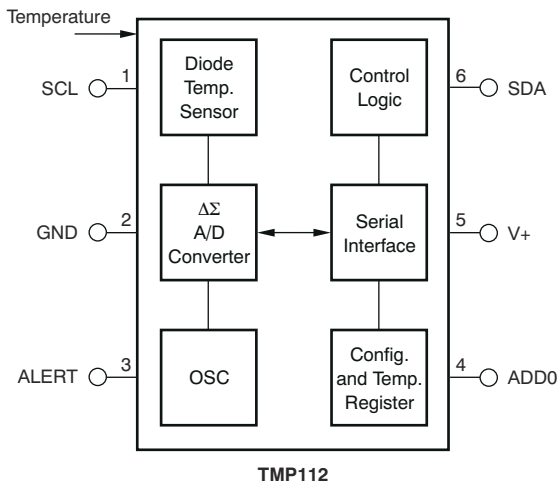 Temperature
SCL
1
Diode
Temp.
Sensor
Control
Logic
6
SDA
GND
2
ΔΣ
A/D
Converter
Serial
Interface
5
V+
ALERT
3
OSC
Config.
and Temp.
Register
4
ADD0
TMP112